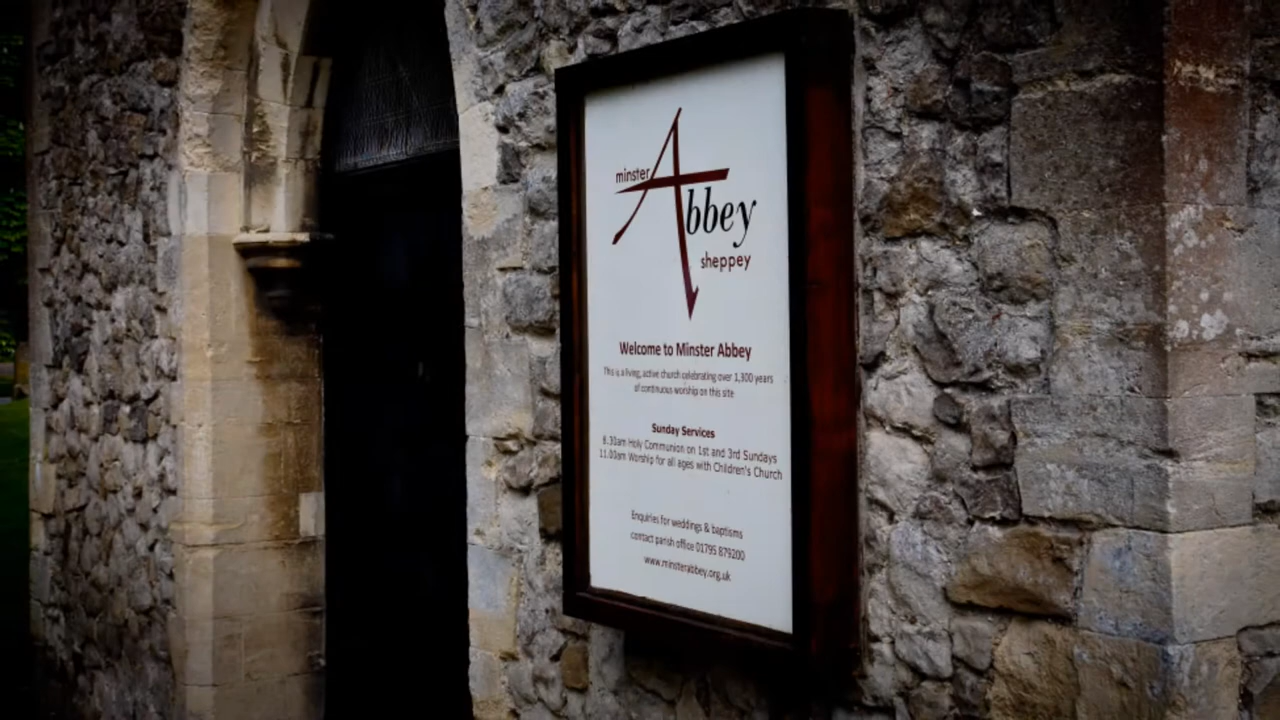 minster
Abbey
sheppey
Welcome to Minster Abbey
This is a living, active church celebrating over 1,300 years
of continuous worship on this site
Sunday Services
8.30am Holy Communion on 1st and 3rd Sundays
11.00am Worship for all ages with Children's Church
Enquiries for weddings & baptisms
contact parish office 01795 879200
www.minsterabbey.org.uk